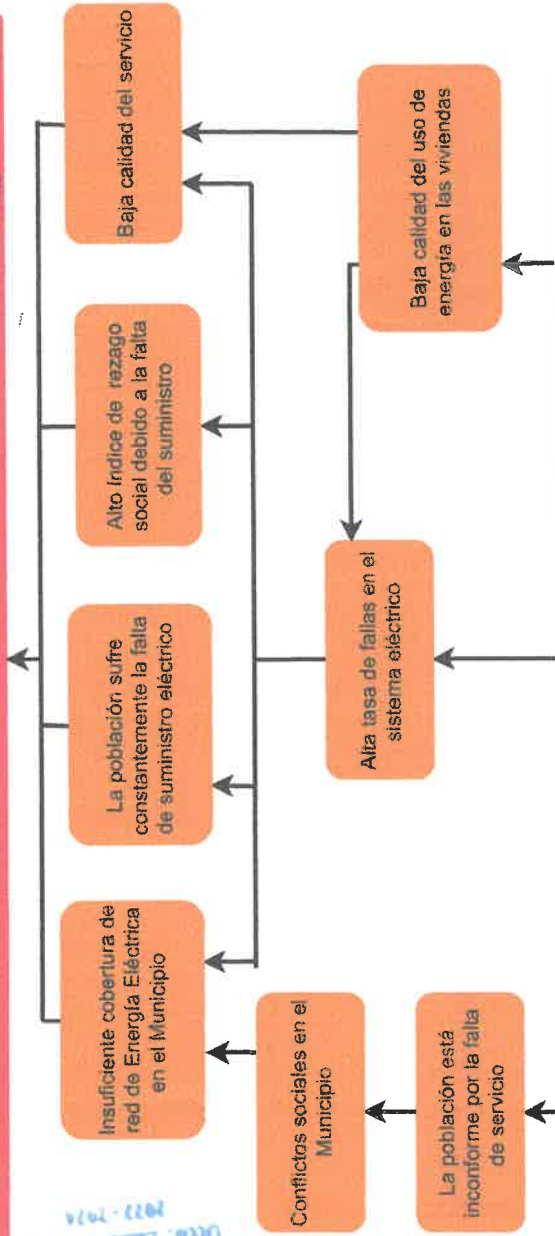 Insuficiente cobertura de
red de Energía Eléctrica
en el Municipio
La población sufre
constantemente la falta
de suministro eléctrico
Alto índice de rezago
social debido a la falta
del suministro
Baja calidad del servicio
Conflictos sociales en el
Municipio
Alta tasa de fallas en el
sistema eléctrico
Baja calidad del uso de
energía en las viviendas
La población está
inconforme por la falta
de servicio
2022 - 2024